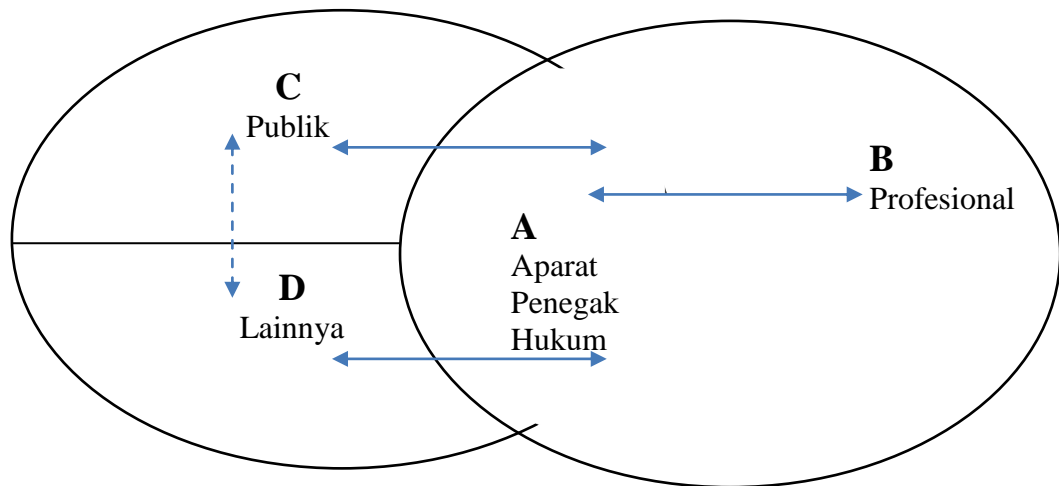 C
Publik
B
Profesional
A
Aparat
Penegak
Hukum
D
Lainnya